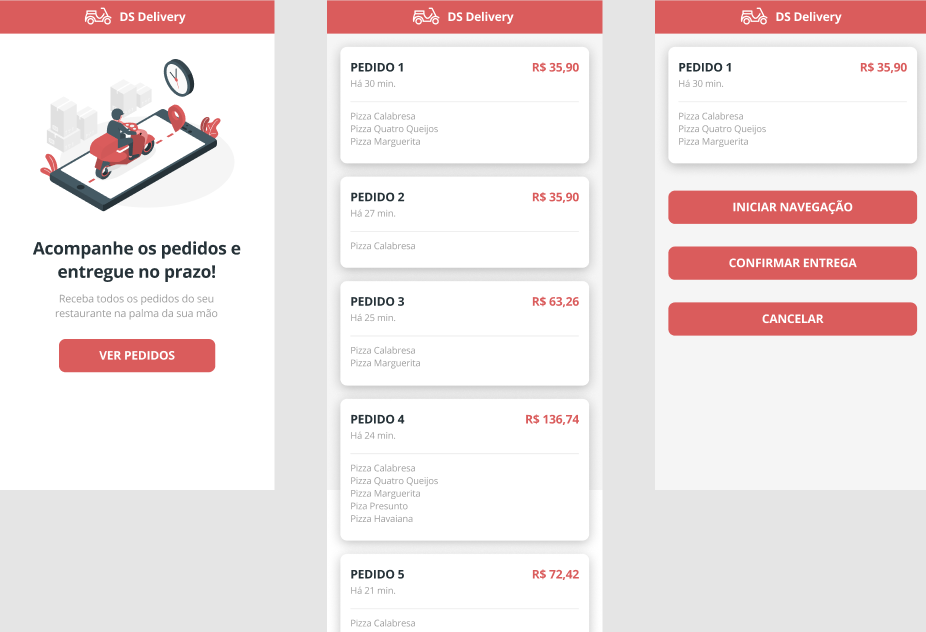 DS Delivery
Acompanhe os pedidos e
entregue no prazo!
Receba todos os pedidos do seu
restaurante na palma da sua mão
VER PEDIDOS
DS Delivery
PEDIDO 1 R$ 35,90
Há 30 min.
Pizza Calabresa
Pizza Quatro Queijos
Pizza Marguerita
PEDIDO 2 R$ 35,90
Há 27 min.
Pizza Calabresa
PEDIDO 3 R$ 63,26
Há 25 min.
Pizza Calabresa
Pizza Marguerita
PEDIDO 4 R$ 136,74
Há 24 min.
Pizza Calabresa
Pizza Quatro Queijos
Pizza Marguerita
Piza Presunto
Pizza Havaiana
PEDIDO 5 R$ 72,42
Há 21 min.
Pizza Calabresa
DS Delivery
PEDIDO 1 R$ 35,90
Há 30 min.
Pizza Calabresa
Pizza Quatro Queijos
Pizza Marguerita
INICIAR NAVEGAÇÃO
CONFIRMAR ENTREGA
CANCELAR